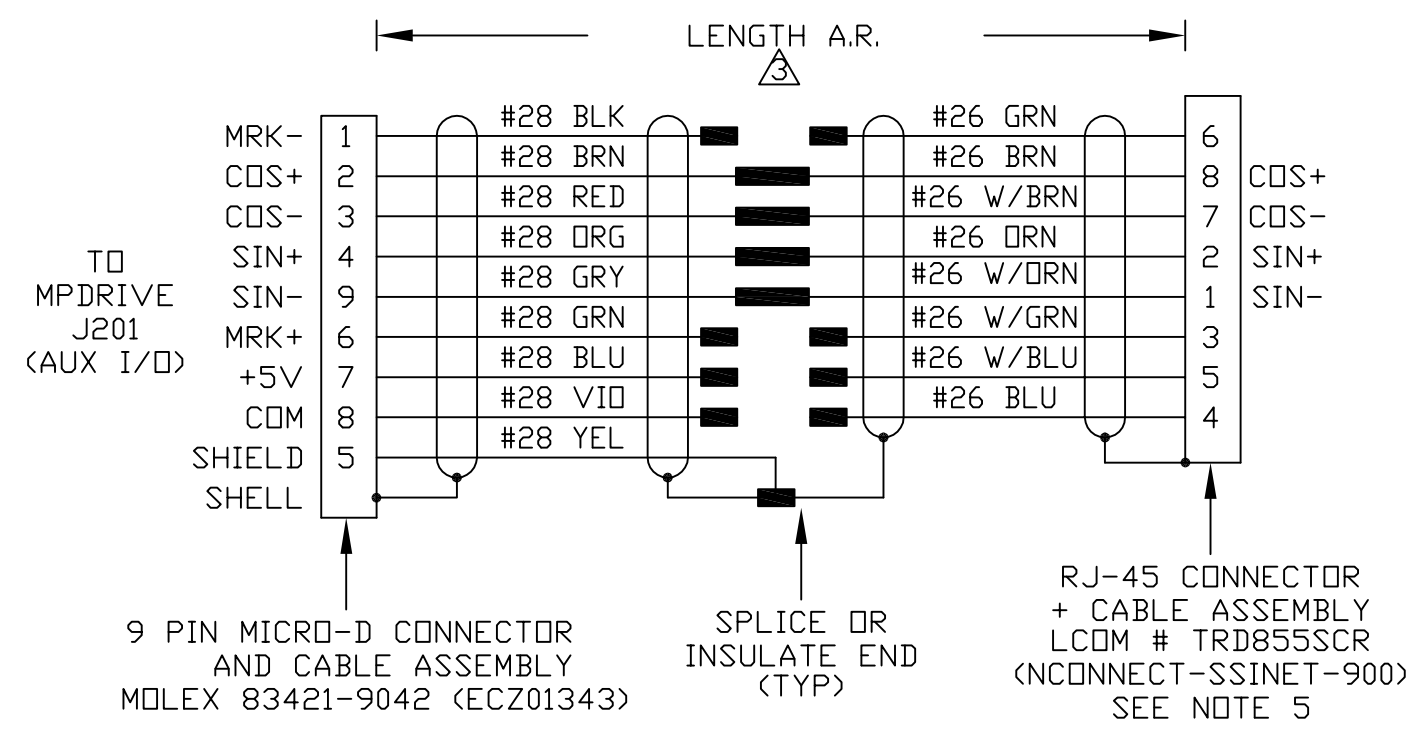 LENGTH A.R.
3
MRK- 1 #28 BLK #26 GRN 6
COS+ 2 #28 BRN #26 BRN 8 COS+
COS- 3 #28 RED #26 W/BRN 7 COS-
SIN+ 4 #28 ORG #26 ORN 2 SIN+
SIN- 9 #28 GRY #26 W/ORN 1 SIN-
MRK+ 6 #28 GRN #26 W/GRN 3
+5V 7 #28 BLU #26 W/BLU 5
COM 8 #28 VIO #26 BLU 4
SHIELD 5 #28 YEL
SHELL
TO
MPDRIVE
J201
(AUX I/O)
9 PIN MICRO-D CONNECTOR
AND CABLE ASSEMBLY
MOLEX 83421-9042 (ECZ01343)
SPLICE OR
INSULATE END
(TYP)
RJ-45 CONNECTOR
+ CABLE ASSEMBLY
LCOM # TRD855SCR
(NCONNECT-SSINET-900)
SEE NOTE 5